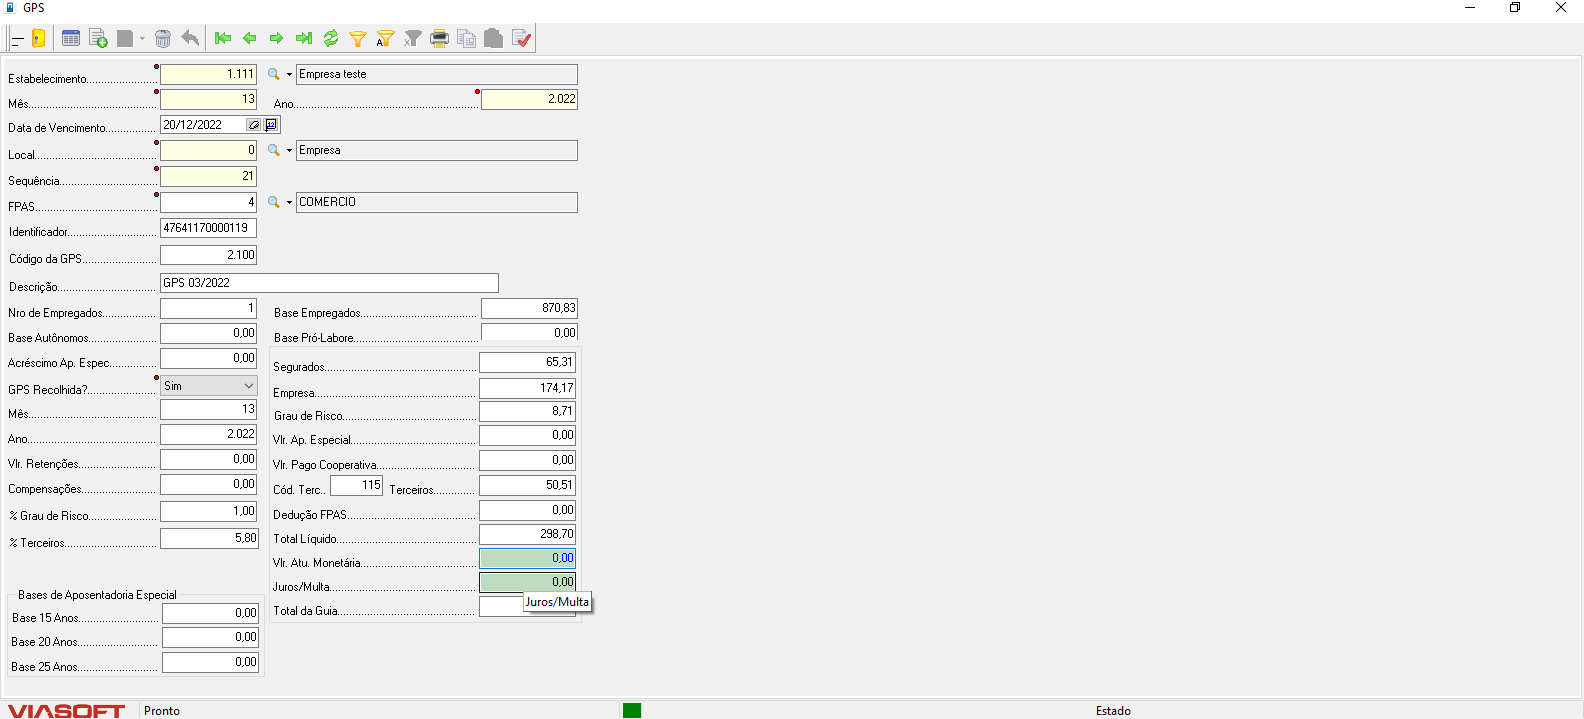 GPS
Estabelecimento 1.111 Empresa teste
Mês 13 Ano 2.022
Data de Vencimento 20/12/2022
Local 0 Empresa
Sequência 21
FPAS 4 COMERCIO
Identificador 47641170000119
Código da GPS 2.100
Descrição GPS 03/2022
Nro de Empregados 1 Base Empregados 870,83
Base Autônomos 0,00 Base Pró-Labore 0,00
Acréscimo Ap. Espec. 0,00 Segurados 65,31
GPS Recolhida? Sim Empresa 174,17
Mês 13 Grau de Risco 8,71
Ano 2.022 Vlr. Ap. Especial 0,00
Vlr. Retenções 0,00 Vlr. Pago Cooperativa 0,00
Compensações 0,00 Cód. Terc. 115 Terceiros 50,51
% Grau de Risco 1,00 Dedução FPAS 0,00
% Terceiros 5,80 Total Líquido 298,70
Vlr. Atu. Monetária 0,00
Juros/Multa 0,00
Juros/Multa
Total da Guia
Bases de Aposentadoria Especial
Base 15 Anos 0,00
Base 20 Anos 0,00
Base 25 Anos 0,00
VIASOFT Pronto Estado